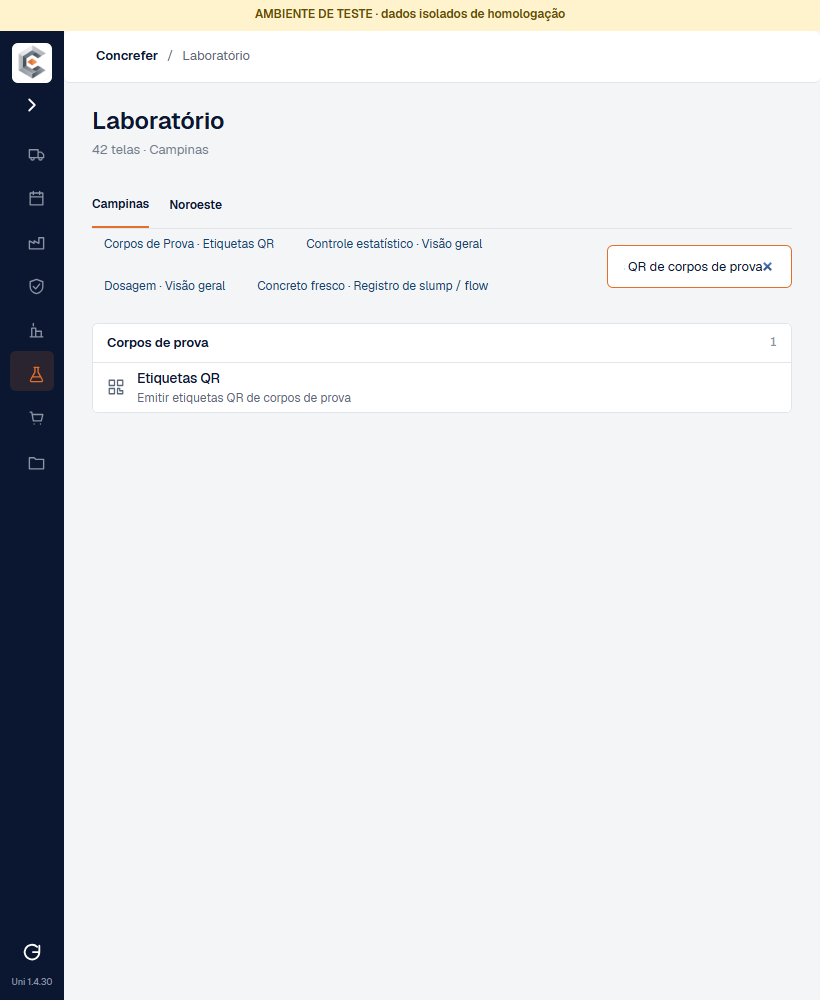 AMBIENTE DE TESTE · dados isolados de homologação
Concrefer / Laboratório
Laboratório
42 telas · Campinas
Campinas Noroeste
Corpos de Prova · Etiquetas QR Controle estatístico · Visão geral
QR de corpos de prova
Dosagem · Visão geral Concreto fresco · Registro de slump / flow
Corpos de prova 1
Etiquetas QR
Emitir etiquetas QR de corpos de prova
Uni 1.4.30